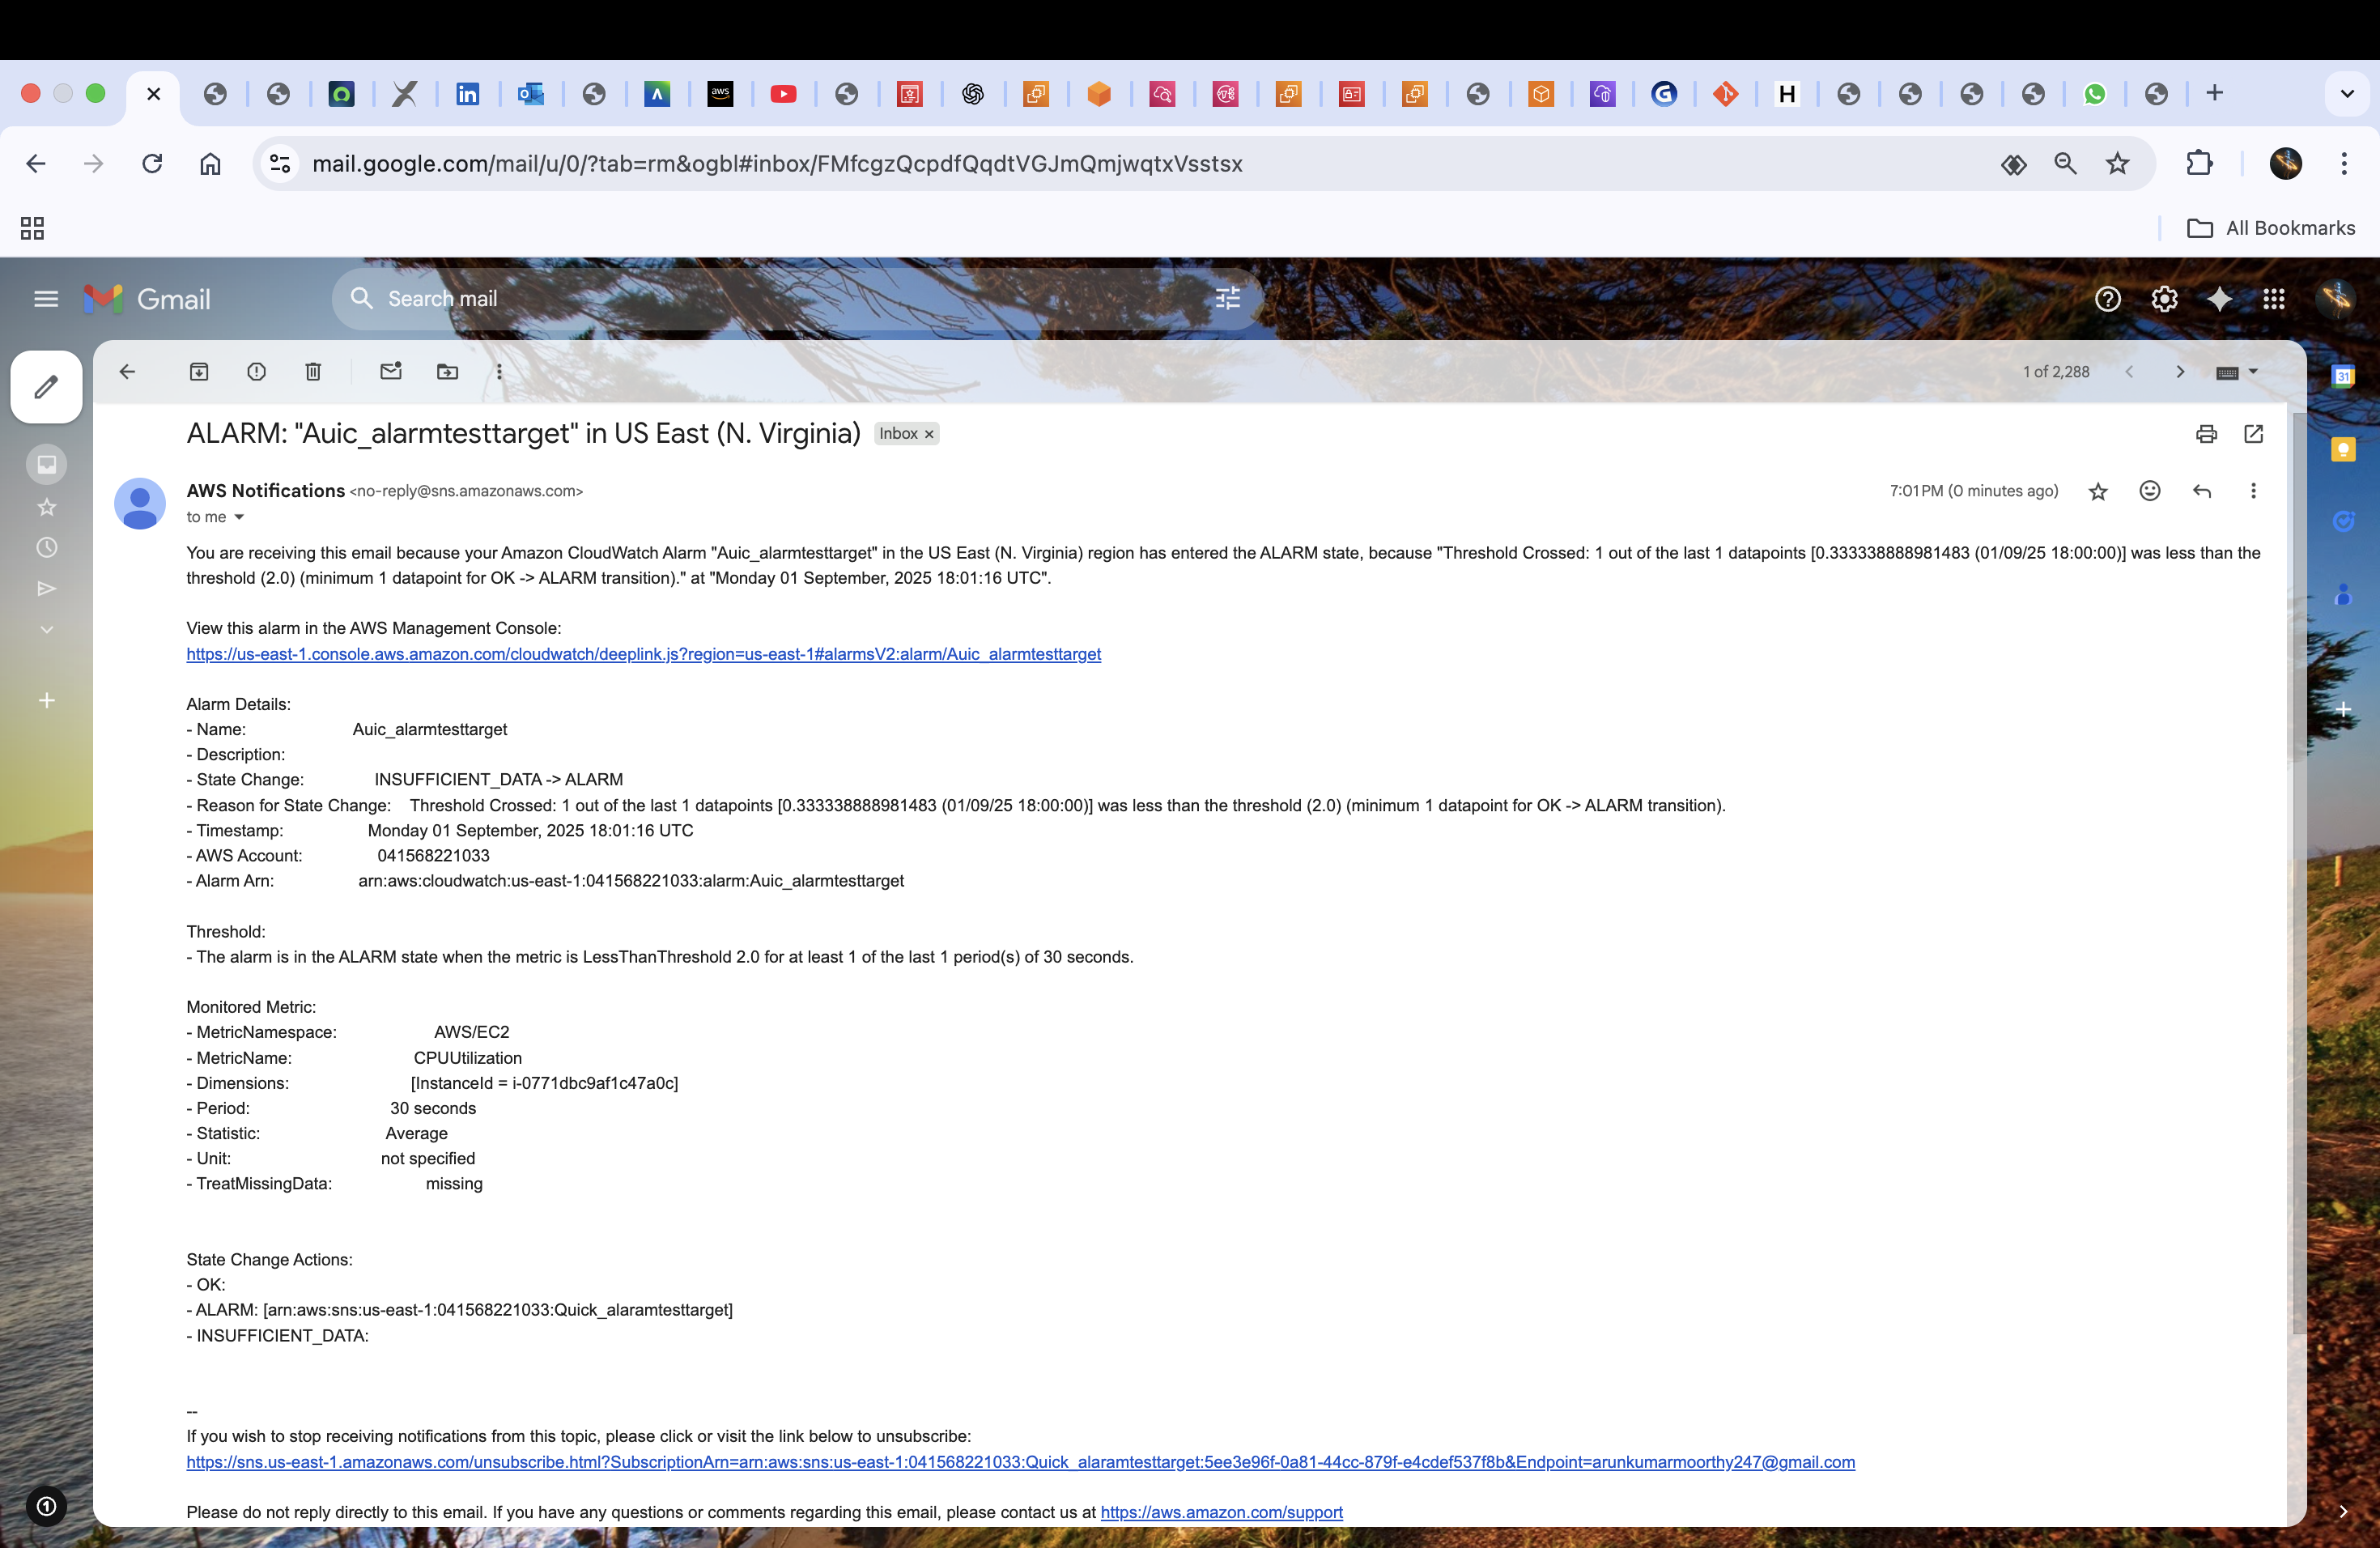 mail.google.com/mail/u/0/?tab=rm&ogbl#inbox/FMfcgzQcpdfQqdtVGJmQmjwqtxVsstsx
All Bookmarks
Gmail
Search mail
1 of 2,288
ALARM: "Auic_alarmtesttarget" in US East (N. Virginia)
Inbox ×
AWS Notifications <no-reply@sns.amazonaws.com>
7:01 PM (0 minutes ago)
to me
You are receiving this email because your Amazon CloudWatch Alarm "Auic_alarmtesttarget" in the US East (N. Virginia) region has entered the ALARM state, because "Threshold Crossed: 1 out of the last 1 datapoints [0.333338888981483 (01/09/25 18:00:00)] was less than the
threshold (2.0) (minimum 1 datapoint for OK -> ALARM transition)." at "Monday 01 September, 2025 18:01:16 UTC".
View this alarm in the AWS Management Console:
https://us-east-1.console.aws.amazon.com/cloudwatch/deeplink.js?region=us-east-1#alarmsV2:alarm/Auic_alarmtesttarget
Alarm Details:
- Name: Auic_alarmtesttarget
- Description:
- State Change: INSUFFICIENT_DATA -> ALARM
- Reason for State Change: Threshold Crossed: 1 out of the last 1 datapoints [0.333338888981483 (01/09/25 18:00:00)] was less than the threshold (2.0) (minimum 1 datapoint for OK -> ALARM transition).
- Timestamp: Monday 01 September, 2025 18:01:16 UTC
- AWS Account: 041568221033
- Alarm Arn: arn:aws:cloudwatch:us-east-1:041568221033:alarm:Auic_alarmtesttarget
Threshold:
- The alarm is in the ALARM state when the metric is LessThanThreshold 2.0 for at least 1 of the last 1 period(s) of 30 seconds.
Monitored Metric:
- MetricNamespace: AWS/EC2
- MetricName: CPUUtilization
- Dimensions: [InstanceId = i-0771dbc9af1c47a0c]
- Period: 30 seconds
- Statistic: Average
- Unit: not specified
- TreatMissingData: missing
State Change Actions:
- OK:
- ALARM: [arn:aws:sns:us-east-1:041568221033:Quick_alaramtesttarget]
- INSUFFICIENT_DATA:
--
If you wish to stop receiving notifications from this topic, please click or visit the link below to unsubscribe:
https://sns.us-east-1.amazonaws.com/unsubscribe.html?SubscriptionArn=arn:aws:sns:us-east-1:041568221033:Quick_alaramtesttarget:5ee3e96f-0a81-44cc-879f-e4cdef537f8b&Endpoint=arunkumarmoorthy247@gmail.com
Please do not reply directly to this email. If you have any questions or comments regarding this email, please contact us at https://aws.amazon.com/support